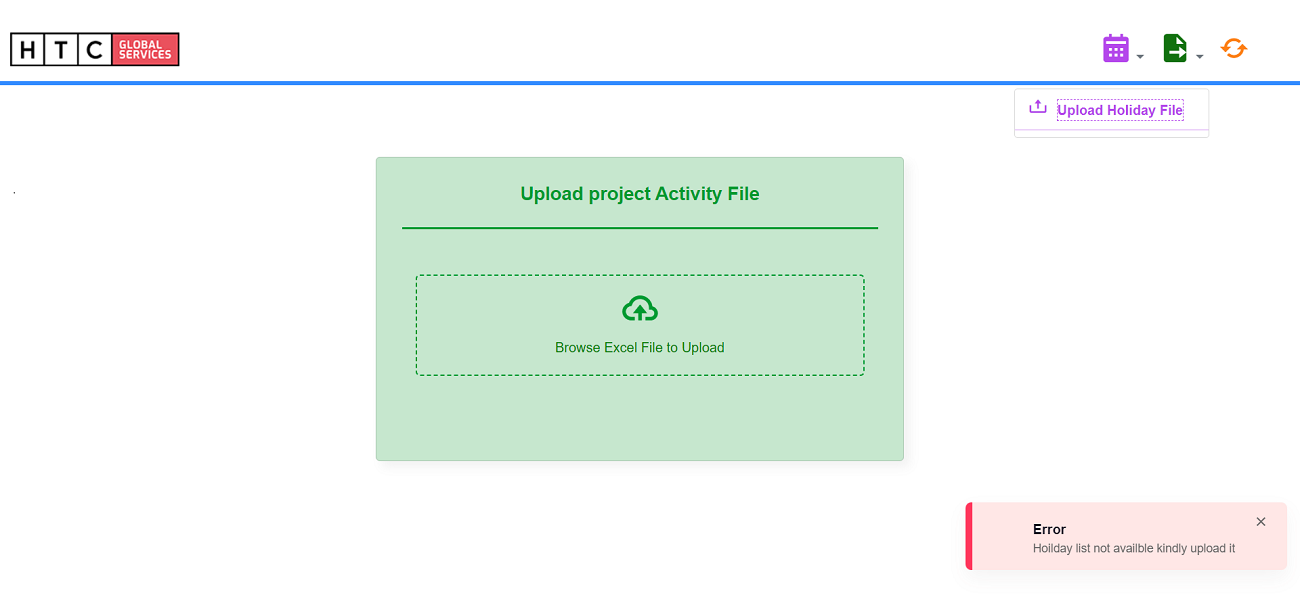 HTC GLOBAL
SERVICES
Upload Holiday File
Upload project Activity File
Browse Excel File to Upload
Error
Hoilday list not availble kindly upload it